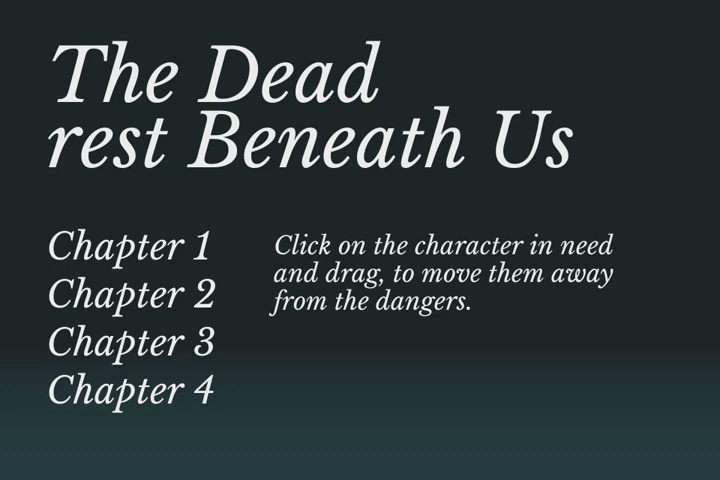 The Dead
rest Beneath Us
Chapter 1
Chapter 2
Chapter 3
Chapter 4
Click on the character in need
and drag, to move them away
from the dangers.